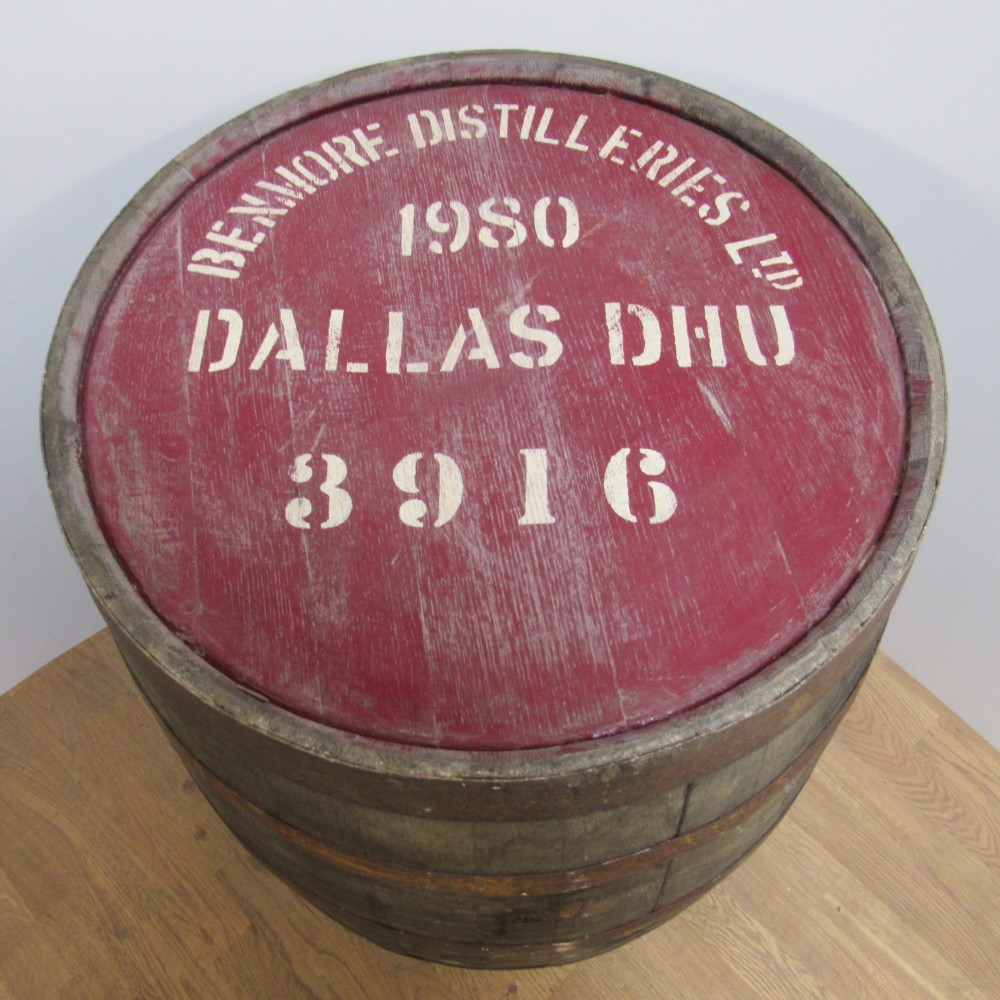 BENMORE DISTILLERIES LTD
1980
DALLAS DHU
3916